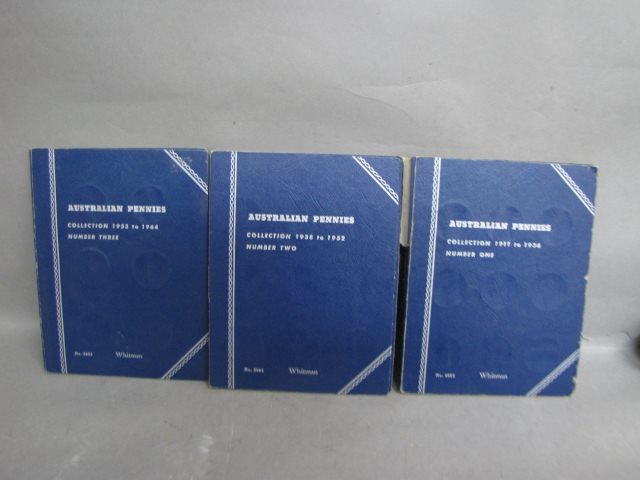 AUSTRALIAN PENNIES
COLLECTION 1953 to 1964
NUMBER THREE
Whitman
AUSTRALIAN PENNIES
COLLECTION 1938 to 1952
NUMBER TWO
Whitman
AUSTRALIAN PENNIES
COLLECTION 1917 to 1936
NUMBER ONE
Whitman